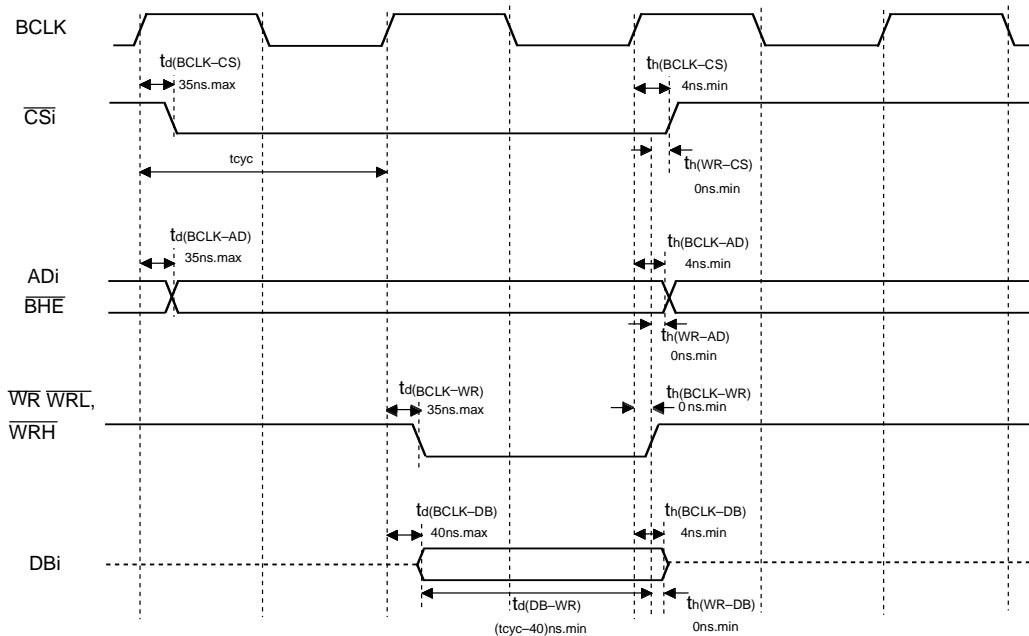 BCLK
td(BCLK–CS)
35ns.max
th(BCLK–CS)
4ns.min
CSi
tcyc
th(WR–CS)
0ns.min
td(BCLK–AD)
35ns.max
th(BCLK–AD)
4ns.min
ADi
BHE
th(WR–AD)
0ns.min
td(BCLK–WR)
35ns.max
th(BCLK–WR)
0ns.min
WR WRL,
WRH
td(BCLK–DB)
40ns.max
th(BCLK–DB)
4ns.min
DBi
td(DB–WR)
(tcyc–40)ns.min
th(WR–DB)
0ns.min